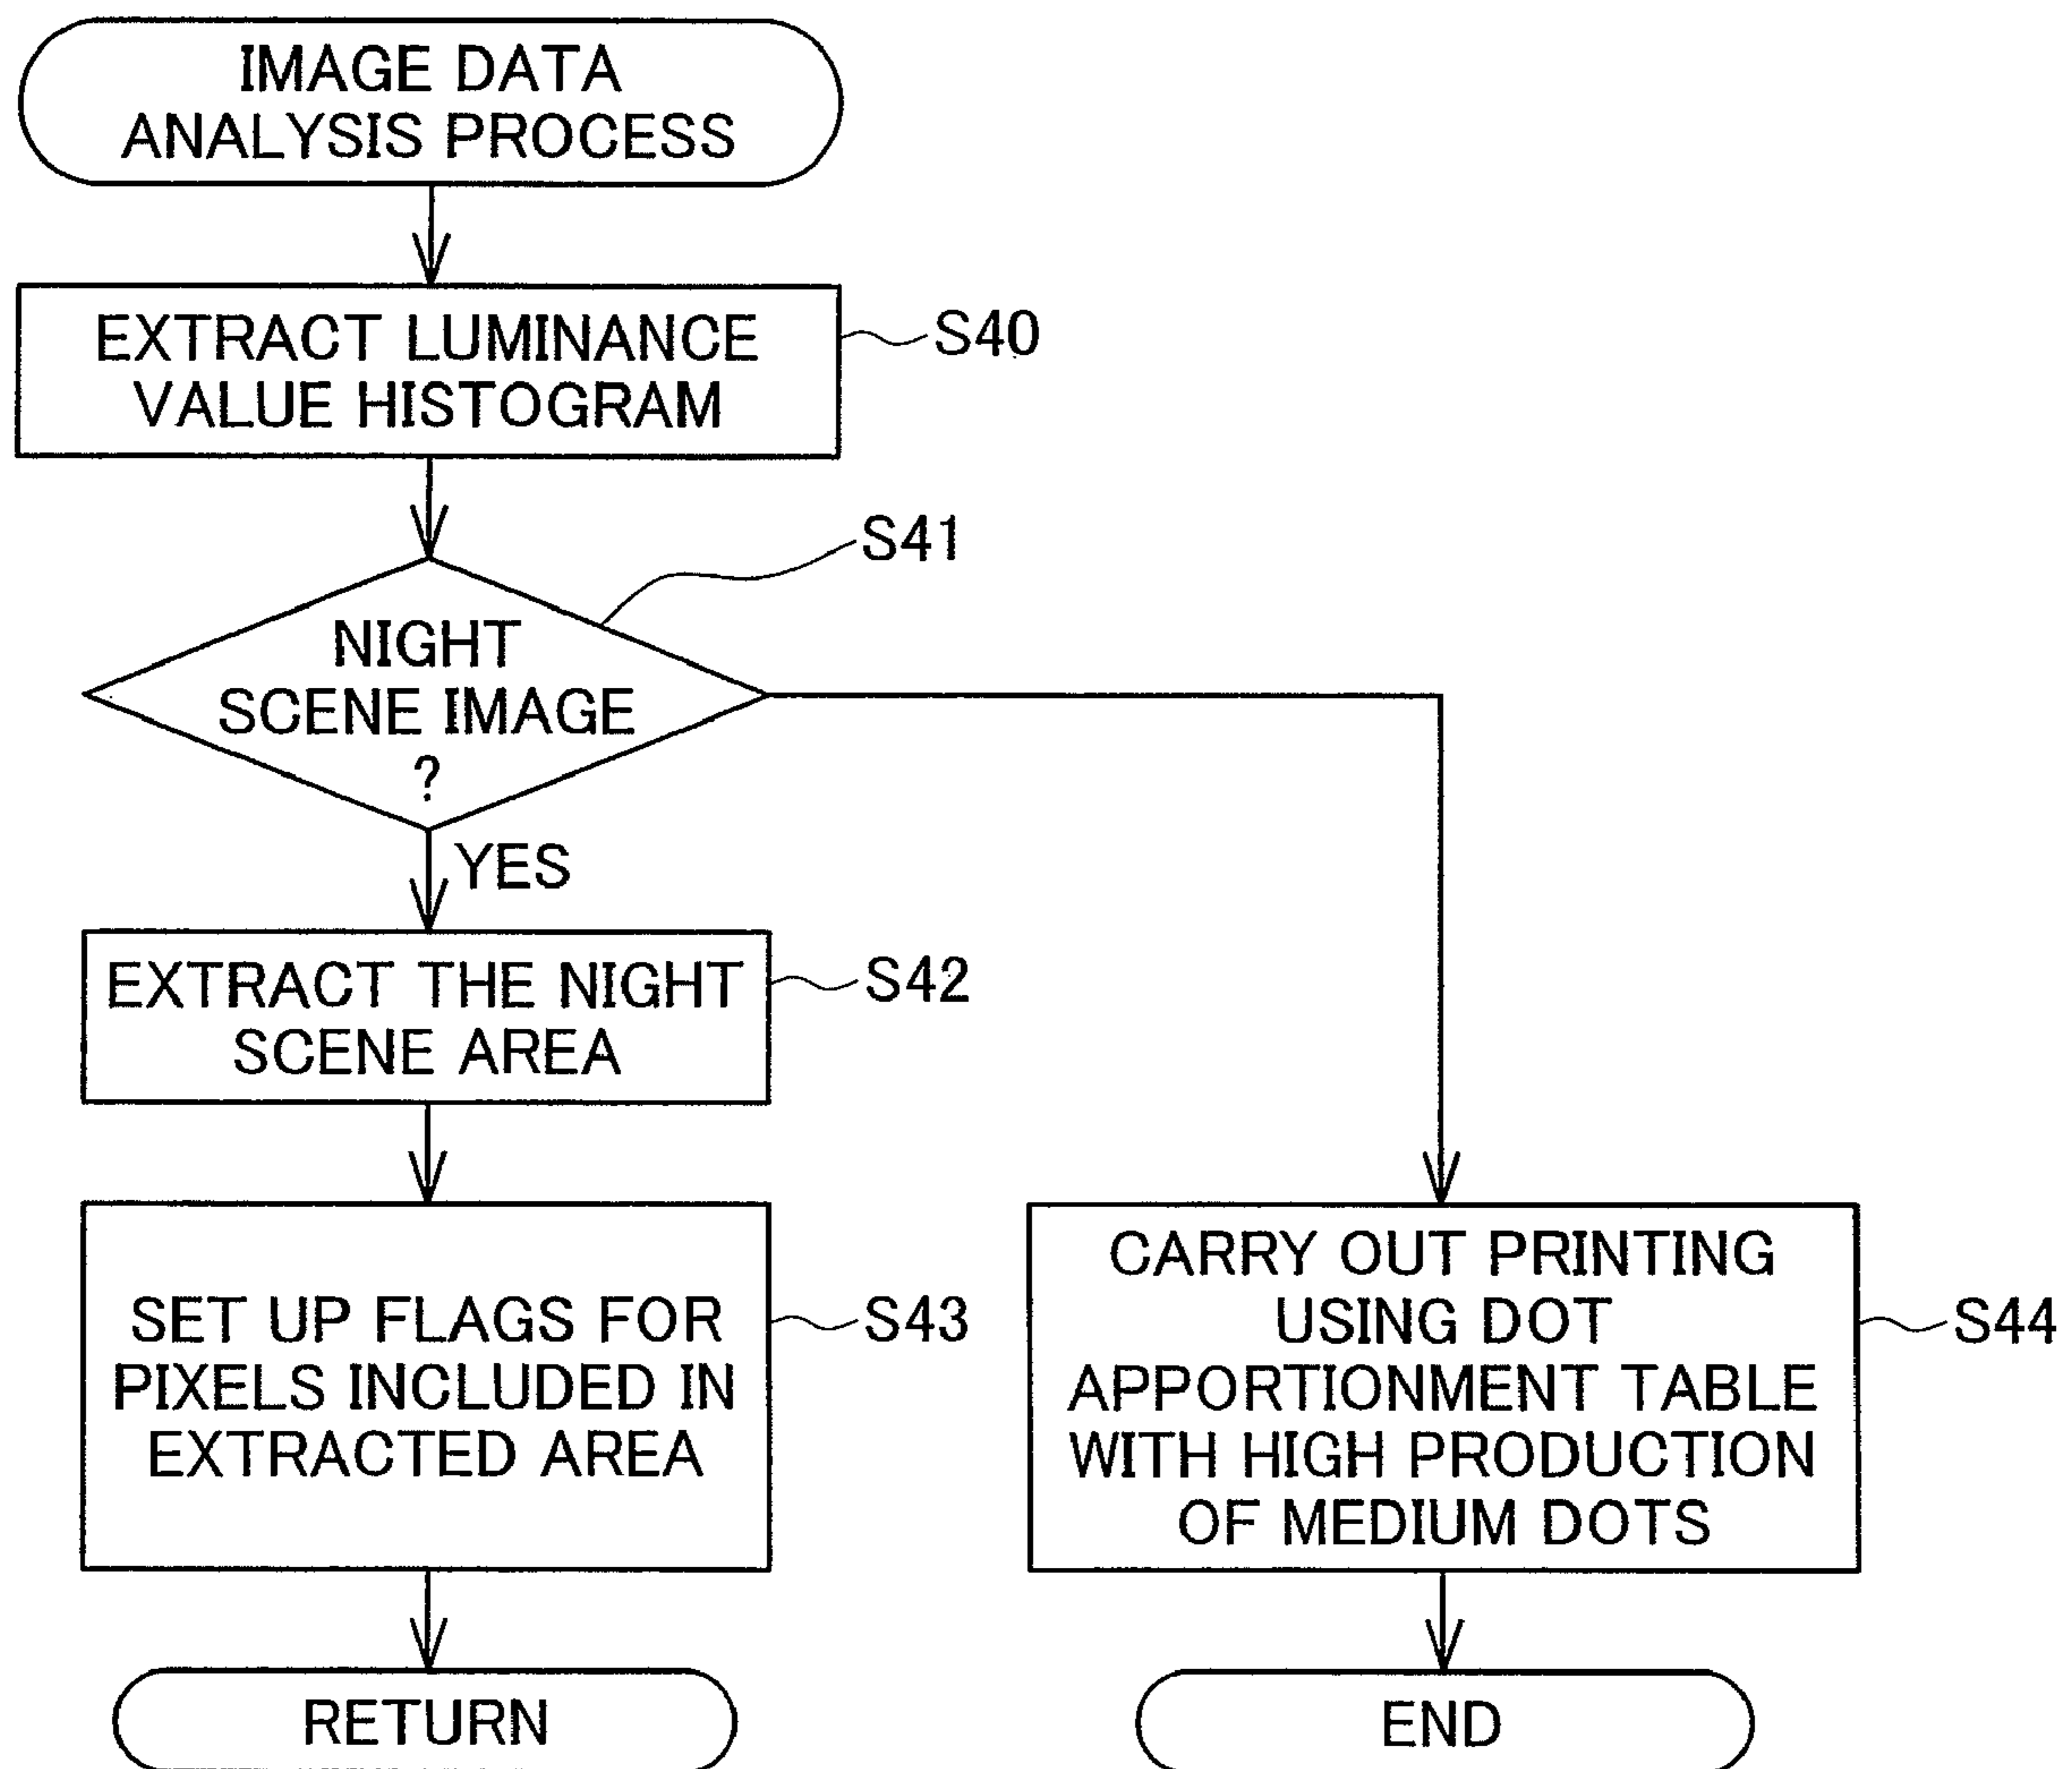 IMAGE DATA
ANALYSIS PROCESS
EXTRACT LUMINANCE
VALUE HISTOGRAM
S40
S41
NIGHT
SCENE IMAGE
?
YES
EXTRACT THE NIGHT
SCENE AREA
S42
SET UP FLAGS FOR
PIXELS INCLUDED IN
EXTRACTED AREA
S43
CARRY OUT PRINTING
USING DOT
APPORTIONMENT TABLE
WITH HIGH PRODUCTION
OF MEDIUM DOTS
S44
RETURN
END